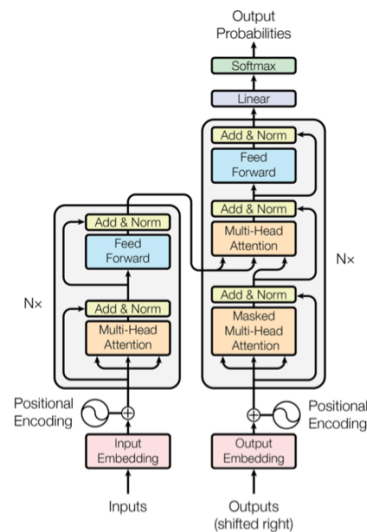 Output
Probabilities
Softmax
Linear
Add & Norm
Feed
Forward
Add & Norm
Multi-Head
Attention
Add & Norm
Masked
Multi-Head
Attention
Nx
Add & Norm
Feed
Forward
Add & Norm
Multi-Head
Attention
Nx
Positional
Encoding
Input
Embedding
Inputs
Positional
Encoding
Output
Embedding
Outputs
(shifted right)